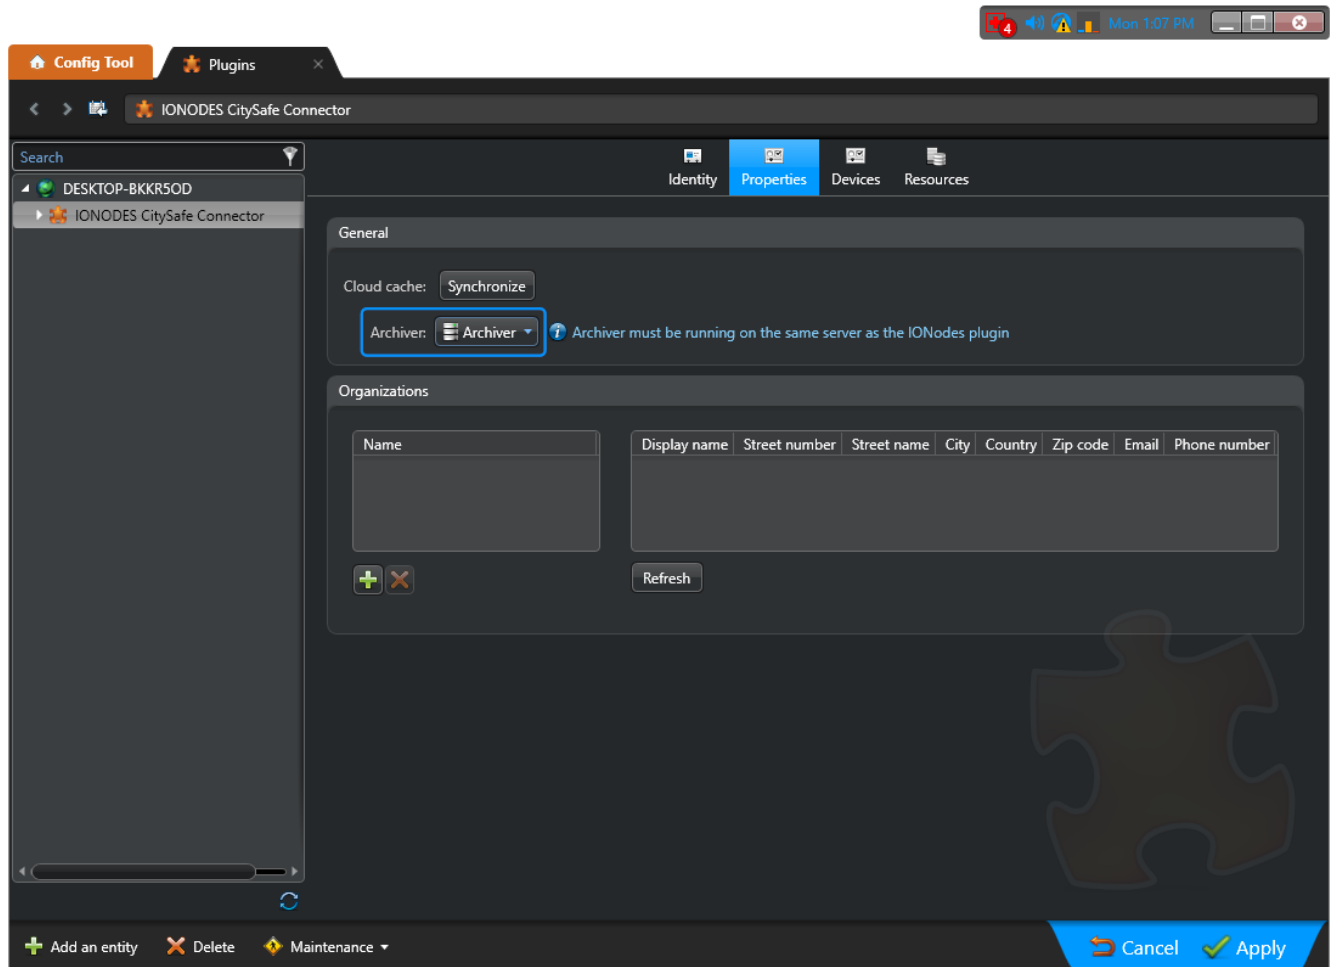 4 Mon 1:07 PM
Config Tool Plugins
IONODES CitySafe Connector
Search
DESKTOP-BKKR5OD
IONODES CitySafe Connector
Identity Properties Devices Resources
General
Cloud cache: Synchronize
Archiver: Archiver Archiver must be running on the same server as the IONodes plugin
Organizations
Name
Display name Street number Street name City Country Zip code Email Phone number
Refresh
Add an entity Delete Maintenance Cancel Apply